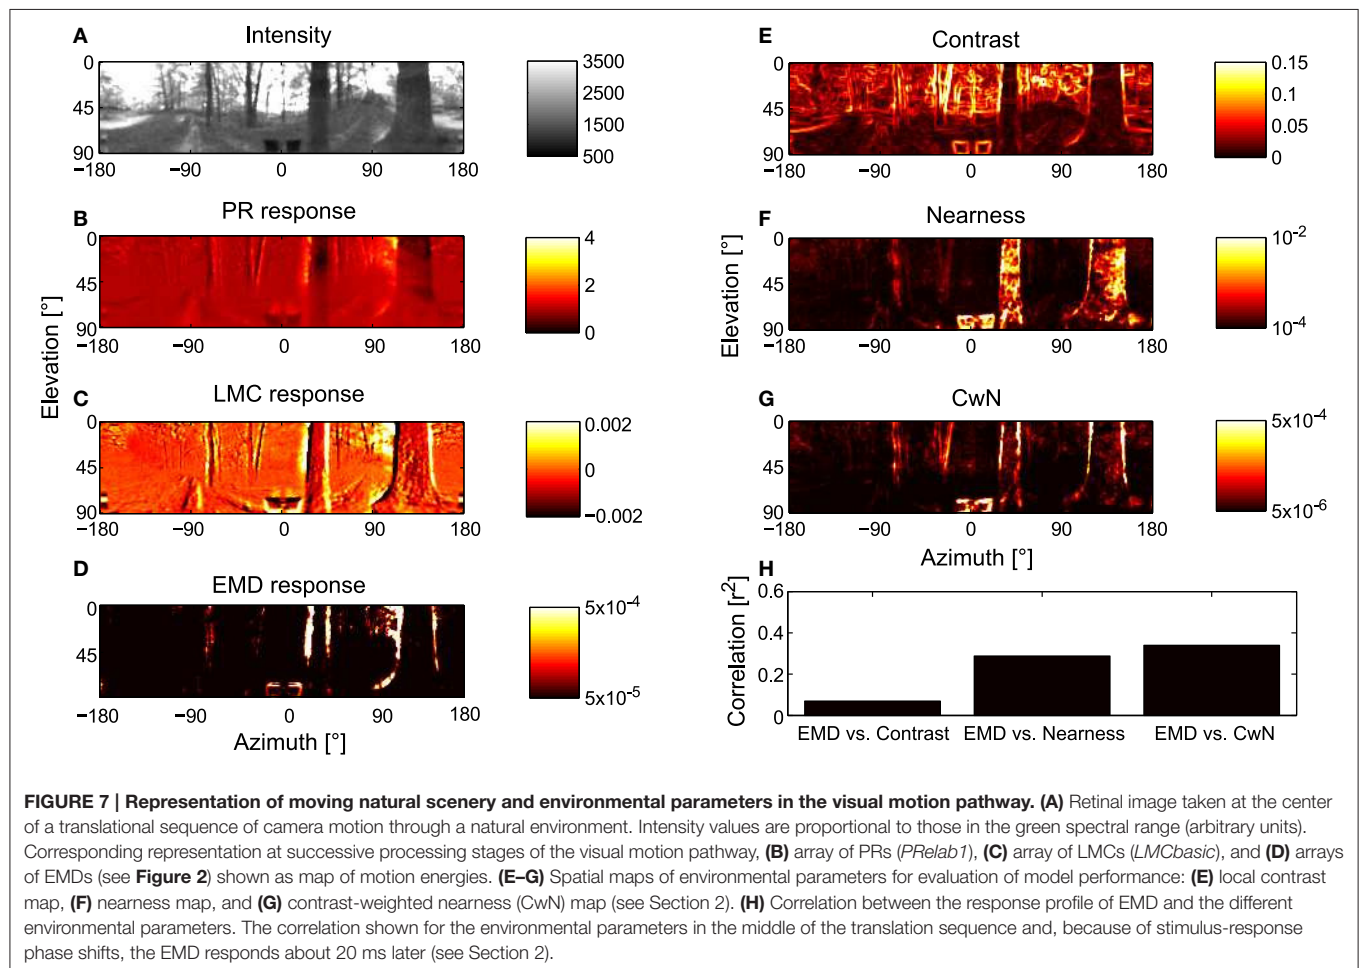 A
Intensity
0
45
90
−180
−90
0
90
180
3500
2500
1500
500
B
PR response
0
45
90
−180
−90
0
90
180
4
2
0
Elevation [°]
C
LMC response
0
45
90
−180
−90
0
90
180
0.002
0
−0.002
D
EMD response
0
45
−180
−90
0
90
180
5x10⁻⁴
5x10⁻⁵
Azimuth [°]
E
Contrast
0
45
90
−180
−90
0
90
180
0.15
0.1
0.05
0
F
Nearness
0
45
90
−180
−90
0
90
180
10⁻²
10⁻⁴
Elevation [°]
G
CwN
0
45
90
−180
−90
0
90
180
5x10⁻⁴
5x10⁻⁶
Azimuth [°]
H
Correlation [r²]
0.6
0.4
0.2
0
EMD vs. Contrast
EMD vs. Nearness
EMD vs. CwN
FIGURE 7 | Representation of moving natural scenery and environmental parameters in the visual motion pathway. (A) Retinal image taken at the center
of a translational sequence of camera motion through a natural environment. Intensity values are proportional to those in the green spectral range (arbitrary units).
Corresponding representation at successive processing stages of the visual motion pathway, (B) array of PRs (PRelab1), (C) array of LMCs (LMCbasic), and (D) arrays
of EMDs (see Figure 2) shown as map of motion energies. (E–G) Spatial maps of environmental parameters for evaluation of model performance: (E) local contrast
map, (F) nearness map, and (G) contrast-weighted nearness (CwN) map (see Section 2). (H) Correlation between the response profile of EMD and the different
environmental parameters. The correlation shown for the environmental parameters in the middle of the translation sequence and, because of stimulus-response
phase shifts, the EMD responds about 20 ms later (see Section 2).